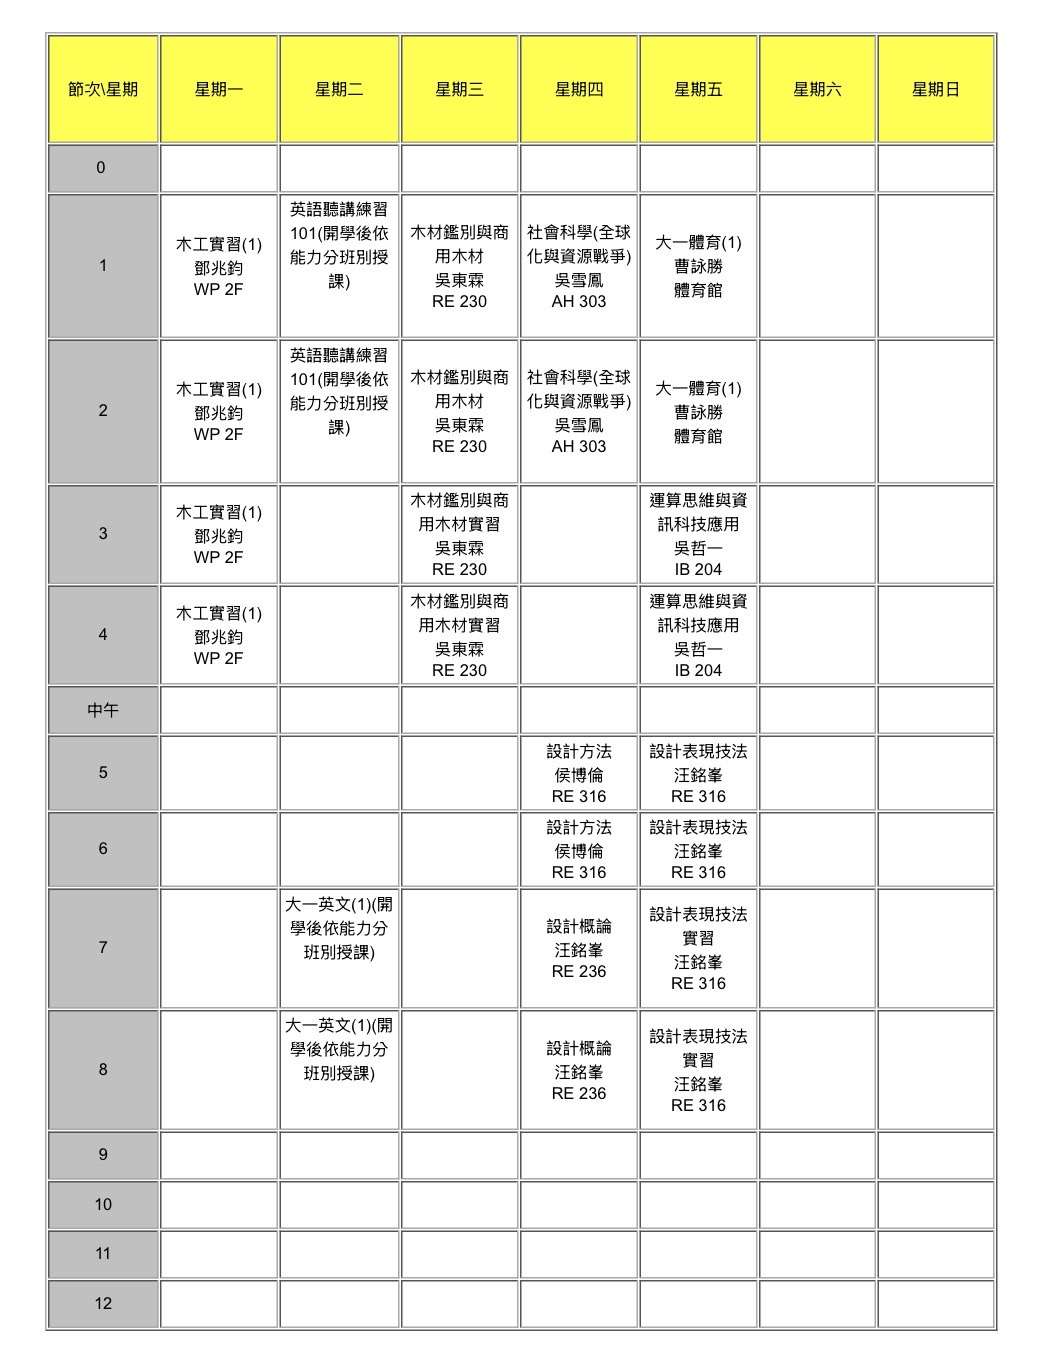 節次\星期 星期一 星期二 星期三 星期四 星期五 星期六 星期日
0
1
木工實習(1)
鄧兆鈞
WP 2F
英語聽講練習
101(開學後依
能力分班別授
課)
木材鑑別與商
用木材
吳東霖
RE 230
社會科學(全球
化與資源戰爭)
吳雪鳳
AH 303
大一體育(1)
曹詠勝
體育館
2
木工實習(1)
鄧兆鈞
WP 2F
英語聽講練習
101(開學後依
能力分班別授
課)
木材鑑別與商
用木材
吳東霖
RE 230
社會科學(全球
化與資源戰爭)
吳雪鳳
AH 303
大一體育(1)
曹詠勝
體育館
3
木工實習(1)
鄧兆鈞
WP 2F
木材鑑別與商
用木材實習
吳東霖
RE 230
運算思維與資
訊科技應用
吳哲一
IB 204
4
木工實習(1)
鄧兆鈞
WP 2F
木材鑑別與商
用木材實習
吳東霖
RE 230
運算思維與資
訊科技應用
吳哲一
IB 204
中午
5
設計方法
侯博倫
RE 316
設計表現技法
汪銘峯
RE 316
6
設計方法
侯博倫
RE 316
設計表現技法
汪銘峯
RE 316
7
大一英文(1)(開
學後依能力分
班別授課)
設計概論
汪銘峯
RE 236
設計表現技法
實習
汪銘峯
RE 316
8
大一英文(1)(開
學後依能力分
班別授課)
設計概論
汪銘峯
RE 236
設計表現技法
實習
汪銘峯
RE 316
9
10
11
12